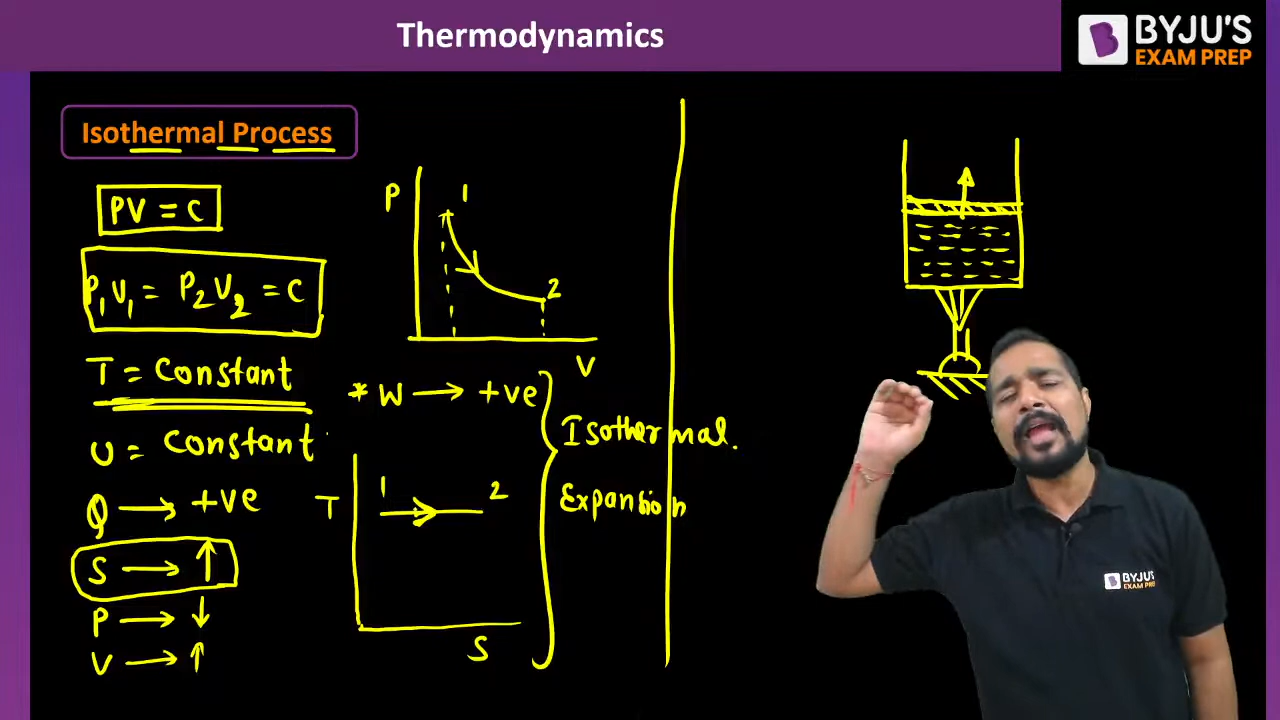 Thermodynamics
BYJU'S
EXAM PREP
Isothermal Process
PV = C
P₁V₁ = P₂V₂ = C
T = Constant
U = Constant
Q → +ve
S → ↑
P → ↓
V → ↑
P
1
2
V
* W → +ve
T
1
2
S
Isothermal.
Expansion
BYJU'S
EXAM PREP